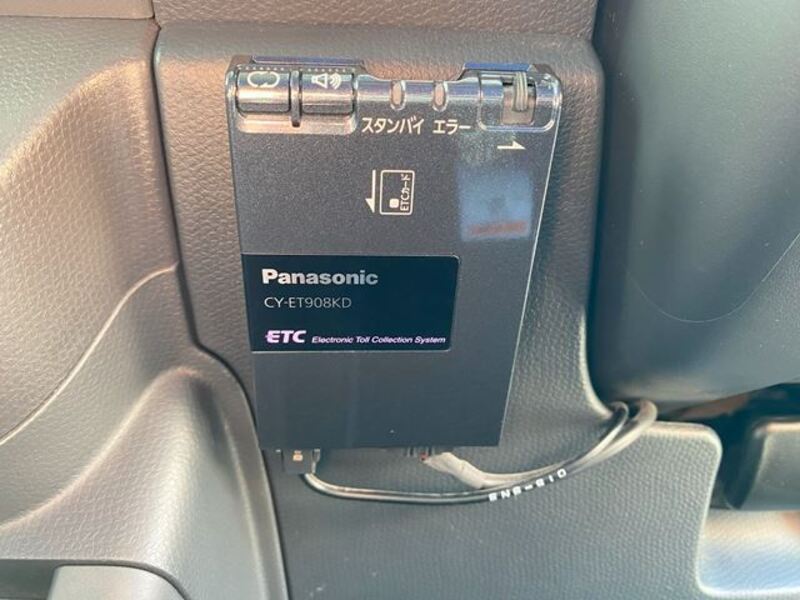 スタンバイ エラー
ETCカード
Panasonic
CY-ET908KD
ETC Electronic Toll Collection System